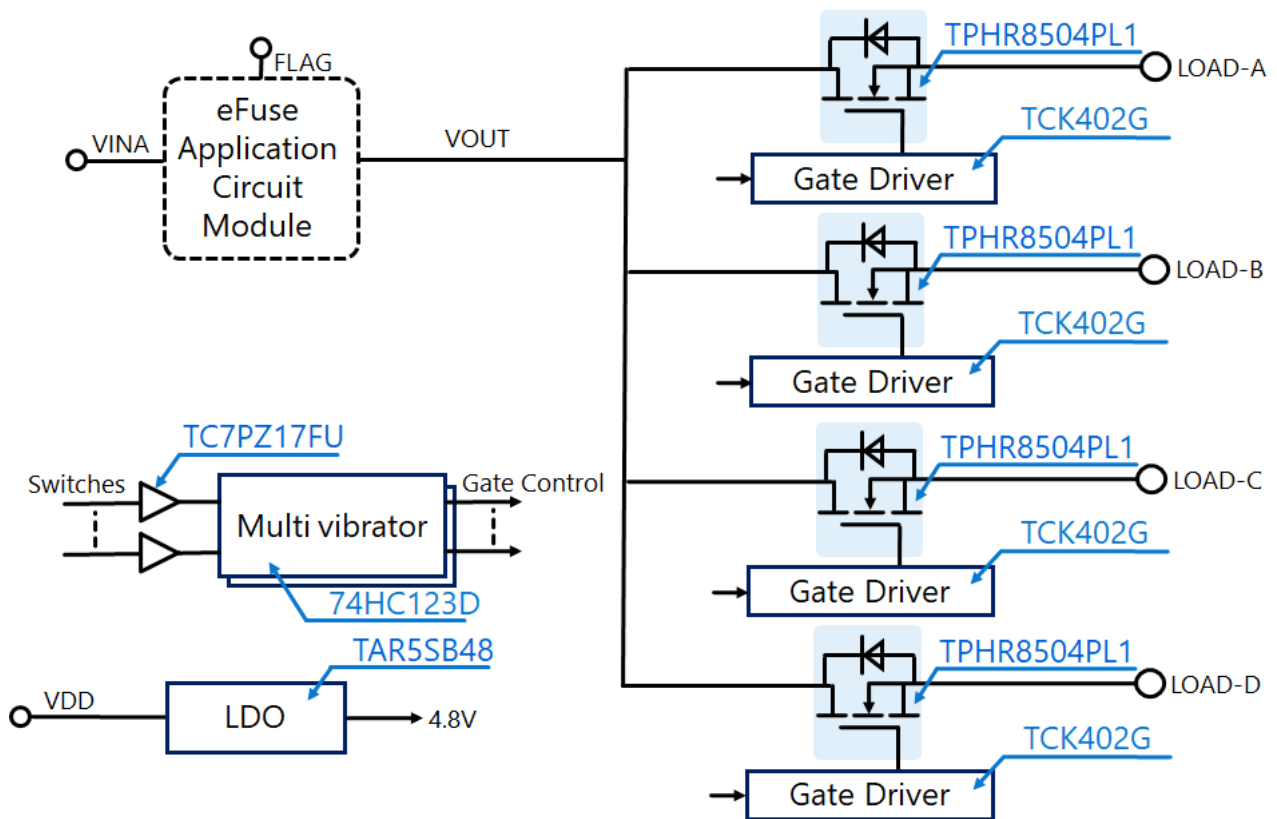 FLAG
eFuse
Application
Circuit
Module
VINA
VOUT
TPHR8504PL1
LOAD-A
TCK402G
Gate Driver
TPHR8504PL1
LOAD-B
TCK402G
Gate Driver
TC7PZ17FU
Switches
Multi vibrator
Gate Control
74HC123D
TPHR8504PL1
LOAD-C
TCK402G
Gate Driver
TAR5SB48
VDD
LDO
4.8V
TPHR8504PL1
LOAD-D
TCK402G
Gate Driver